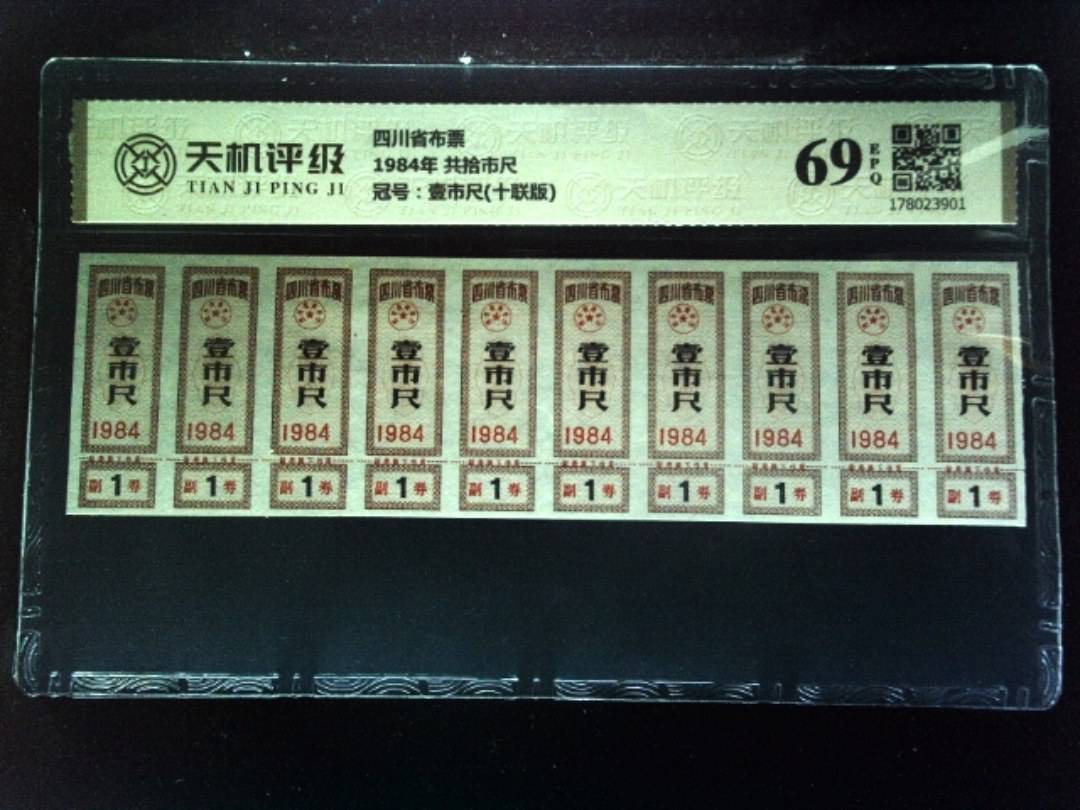 天机评级
TIAN JI PING JI
四川省布票
1984年 共拾市尺
冠号：壹市尺(十联版)
69
EPQ
178023901
四川省布票 四川省布票 四川省布票 四川省布票 四川省布票 四川省布票 四川省布票 四川省布票 四川省布票 四川省布票
壹市尺 壹市尺 壹市尺 壹市尺 壹市尺 壹市尺 壹市尺 壹市尺 壹市尺 壹市尺
1984 1984 1984 1984 1984 1984 1984 1984 1984 1984
副1券 副1券 副1券 副1券 副1券 副1券 副1券 副1券 副1券 副1券